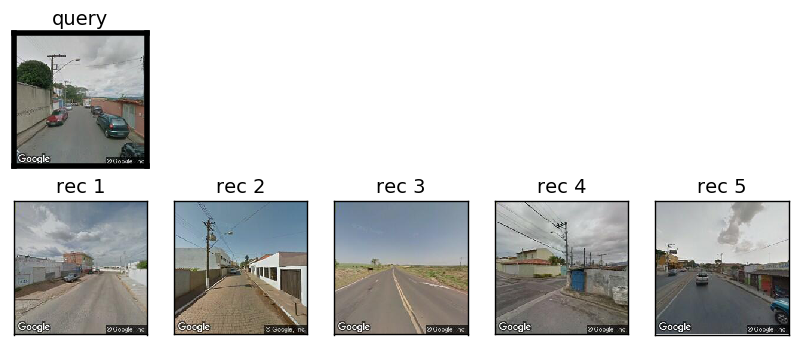 query
Google
© Google, Inc
rec 1
rec 2
rec 3
rec 4
rec 5
Google
© Google, Inc
Google
© Google, Inc
Google
© Google, Inc
Google
© Google, Inc
Google
© Google, Inc